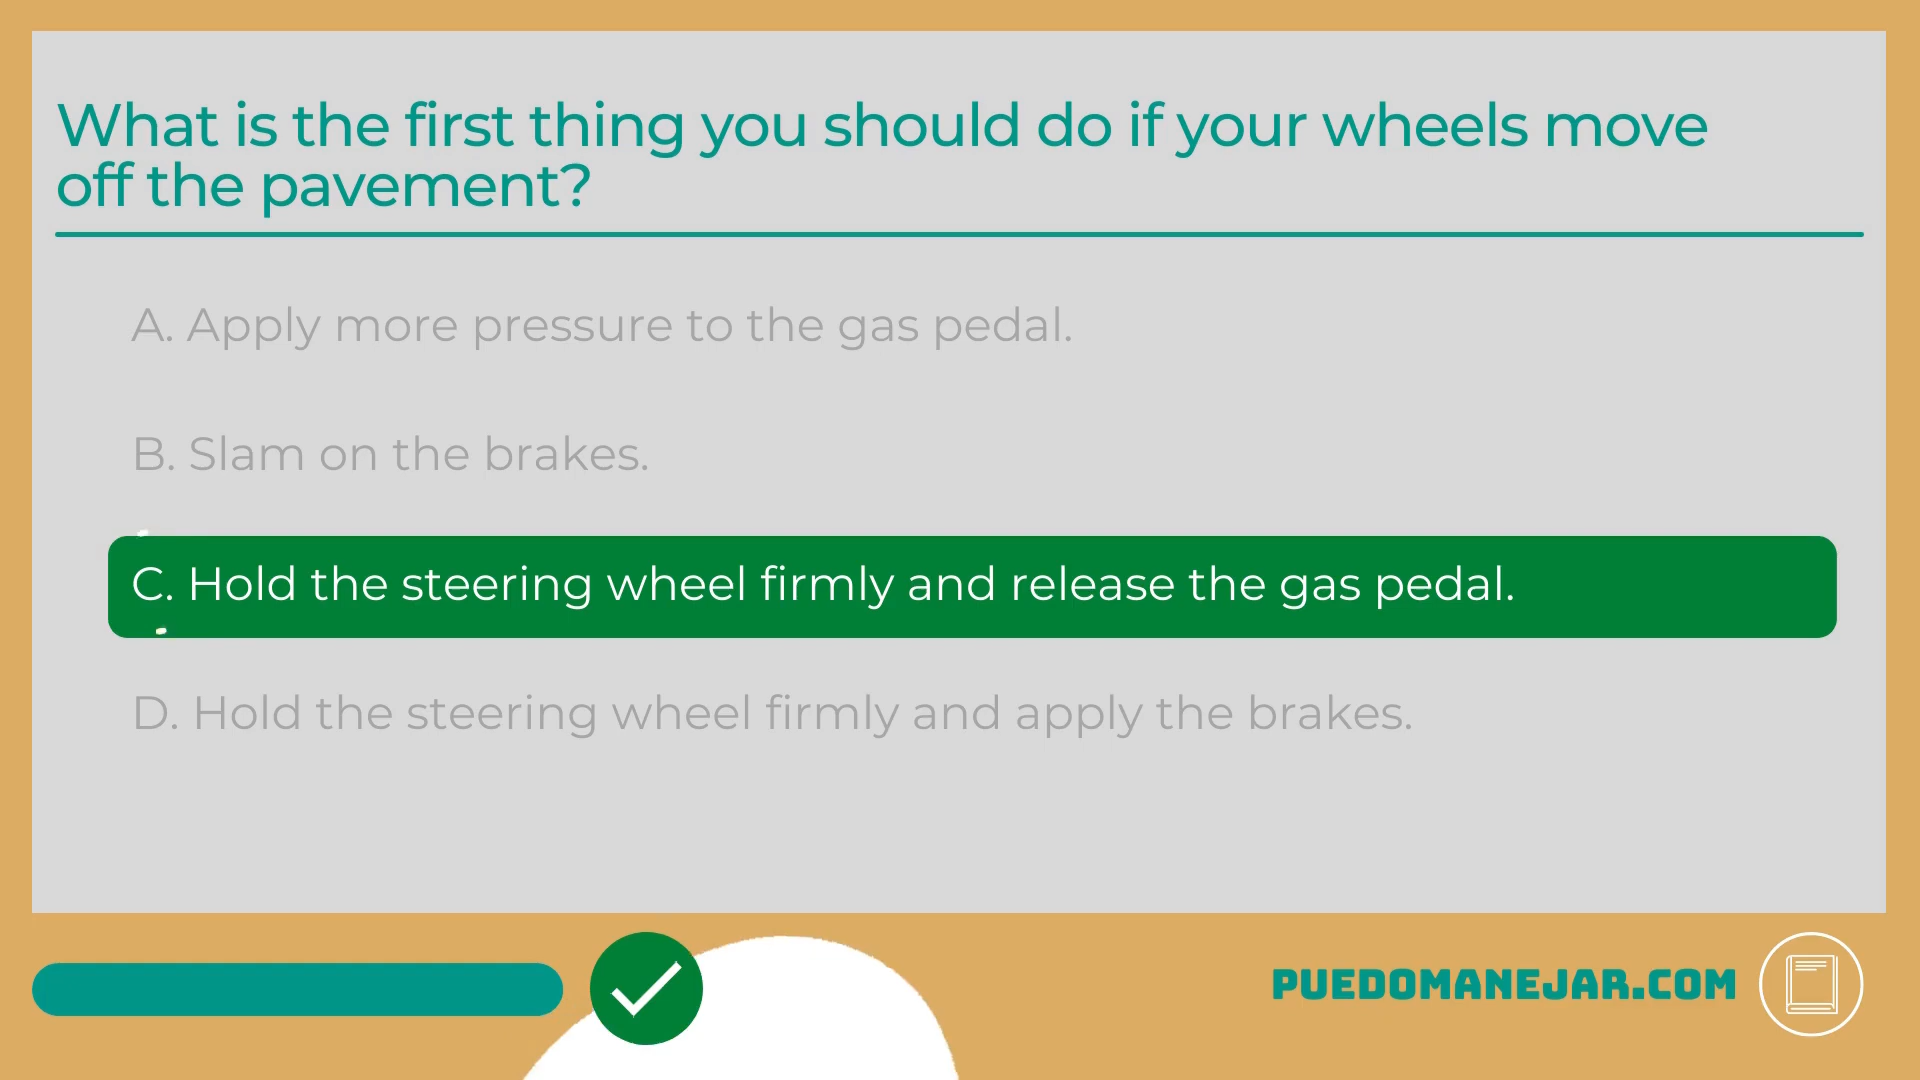 What is the first thing you should do if your wheels move
off the pavement?
A. Apply more pressure to the gas pedal.
B. Slam on the brakes.
C. Hold the steering wheel firmly and release the gas pedal.
D. Hold the steering wheel firmly and apply the brakes.
PUEDOMANEJAR.COM